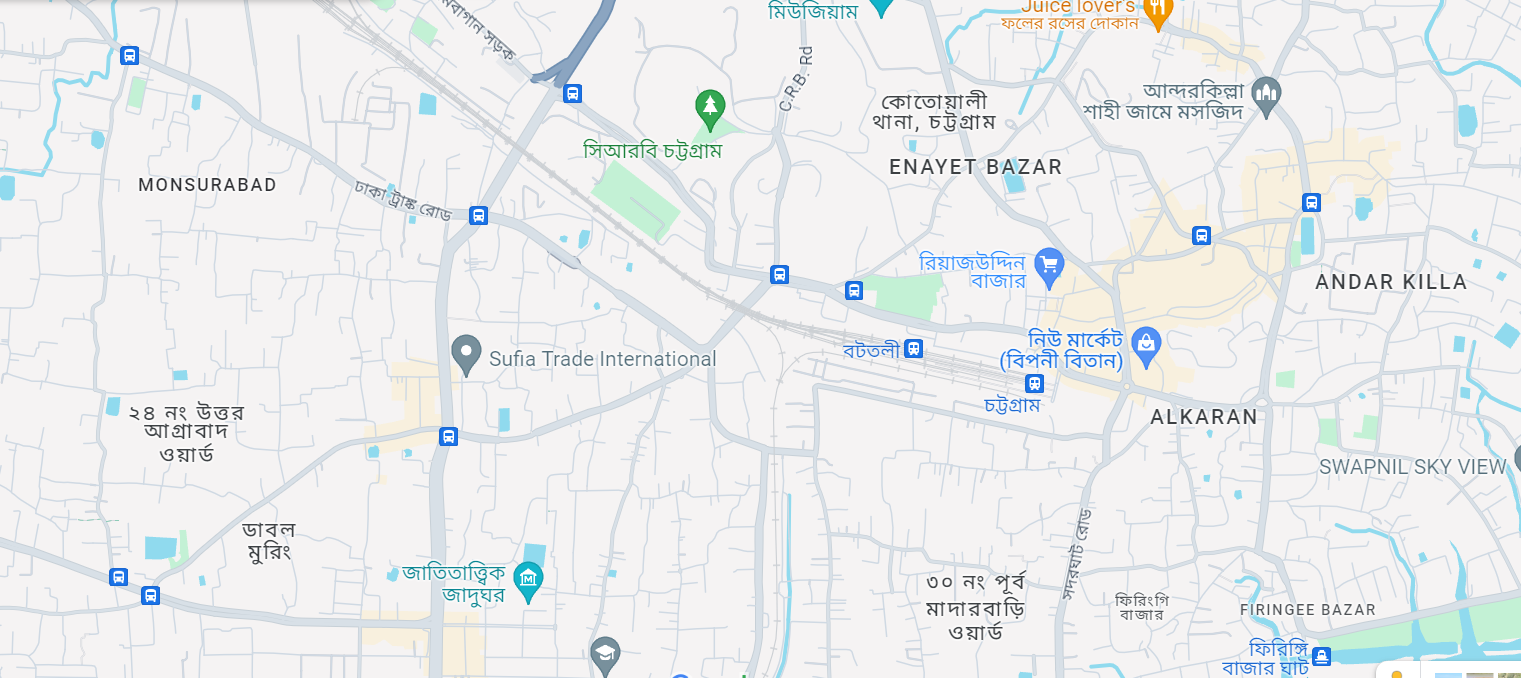 Juice lover's
ফলের রসের দোকান
মিউজিয়াম
সড়ক
C.R.B. Rd
আন্দরকিল্লা
শাহী জামে মসজিদ
কোতোয়ালী
থানা, চট্টগ্রাম
সিআরবি চট্টগ্রাম
ENAYET BAZAR
MONSURABAD
ঢাকা ট্রাঙ্ক রোড
রিয়াজউদ্দিন
বাজার
ANDAR KILLA
নিউ মার্কেট
(বিপনী বিতান)
বটতলী
Sufia Trade International
চট্টগ্রাম
ALKARAN
২৪ নং উত্তর
আগ্রাবাদ
ওয়ার্ড
SWAPNIL SKY VIEW
ডাবল
মুরিং
সদরঘাট রোড
জাতিতাত্ত্বিক
জাদুঘর
৩০ নং পূর্ব
মাদারবাড়ি
ওয়ার্ড
ফিরিংগি
বাজার
FIRINGEE BAZAR
ফিরিঙ্গি
বাজার ঘাট